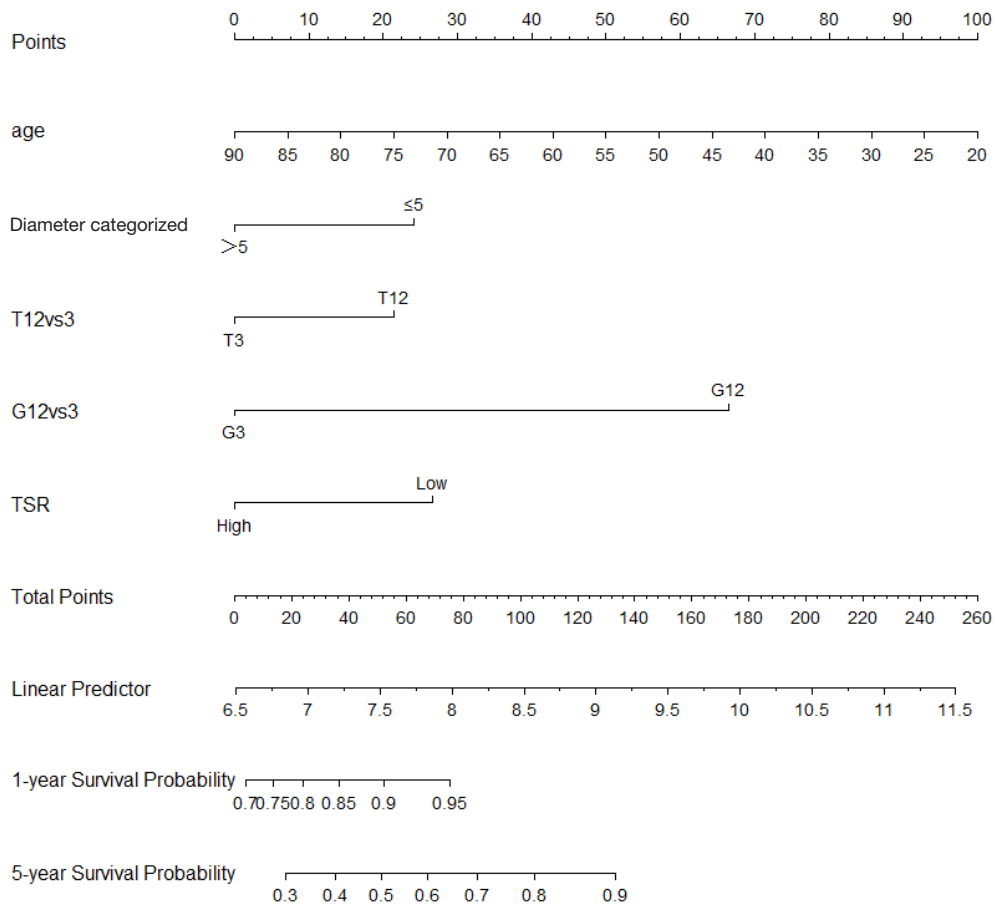 0 10 20 30 40 50 60 70 80 90 100
Points
age
90 85 80 75 70 65 60 55 50 45 40 35 30 25 20
≤5
Diameter categorized
>5
T12
T12vs3
T3
G12
G12vs3
G3
Low
TSR
High
Total Points
0 20 40 60 80 100 120 140 160 180 200 220 240 260
Linear Predictor
6.5 7 7.5 8 8.5 9 9.5 10 10.5 11 11.5
1-year Survival Probability
0.7 0.75 0.8 0.85 0.9 0.95
5-year Survival Probability
0.3 0.4 0.5 0.6 0.7 0.8 0.9